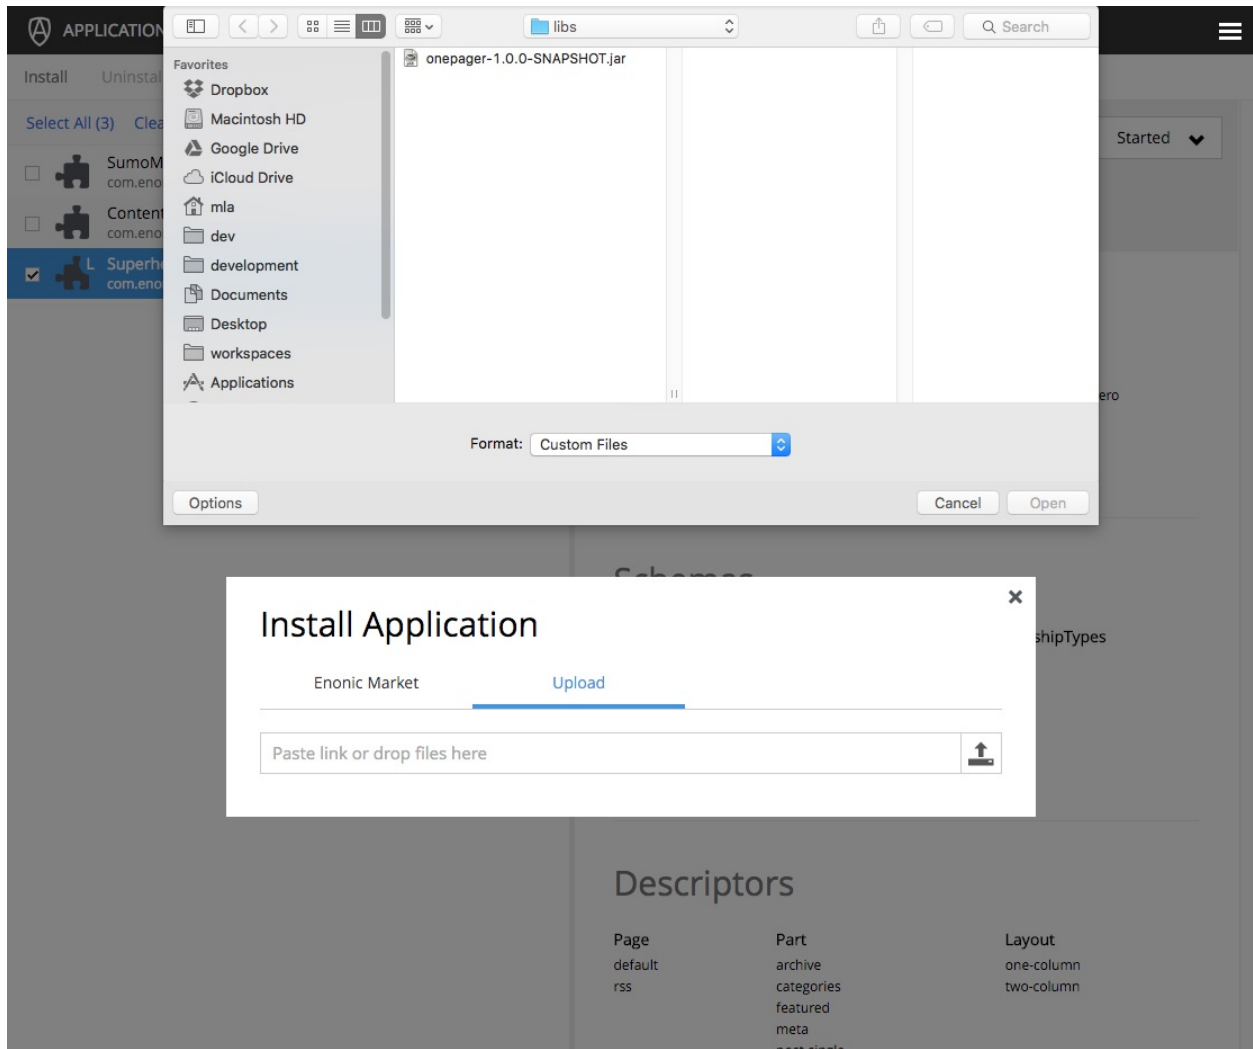 APPLICATION
libs
Search
Install Uninstal
Select All (3) Clea
SumoM
com.eno
Content
com.eno
L Superhe
com.eno
Favorites
Dropbox
Macintosh HD
Google Drive
iCloud Drive
mla
dev
development
Documents
Desktop
workspaces
Applications
onepager-1.0.0-SNAPSHOT.jar
Started
ero
Format: Custom Files
Options
Cancel Open
Install Application
shipTypes
Enonic Market Upload
Paste link or drop files here
Descriptors
Page Part Layout
default archive one-column
rss categories two-column
featured
meta